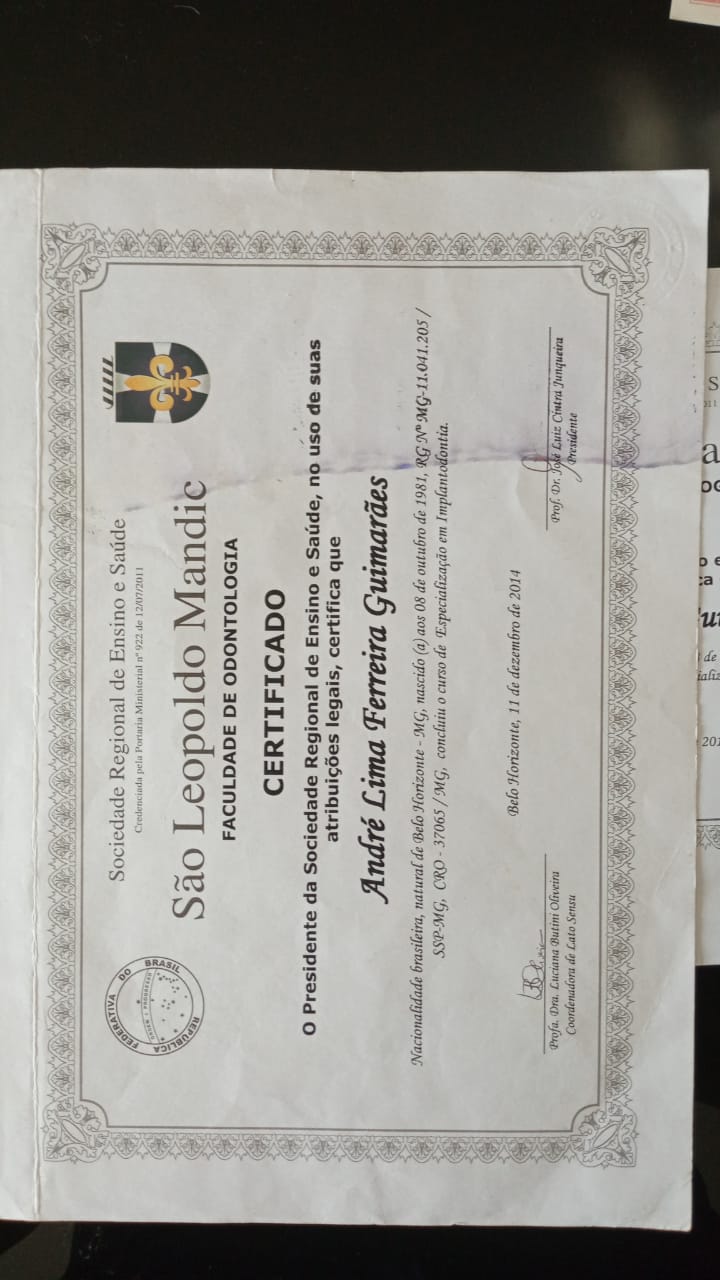 REPÚBLICA FEDERATIVA DO BRASIL
ORDEM E PROGRESSO
Sociedade Regional de Ensino e Saúde
Credenciada pela Portaria Ministerial nº 922 de 12/07/2011
São Leopoldo Mandic
FACULDADE DE ODONTOLOGIA
CERTIFICADO
O Presidente da Sociedade Regional de Ensino e Saúde, no uso de suas
atribuições legais, certifica que
André Lima Ferreira Guimarães
Nacionalidade brasileira, natural de Belo Horizonte - MG, nascido (a) aos 08 de outubro de 1981, RG Nº MG-11.041.205 /
SSP-MG, CRO - 37065 / MG, concluiu o curso de Especialização em Implantodontia.
Belo Horizonte, 11 de dezembro de 2014
Profa. Dra. Luciana Butini Oliveira
Coordenadora de Lato Sensu
Prof. Dr. José Luiz Cintra Junqueira
Presidente